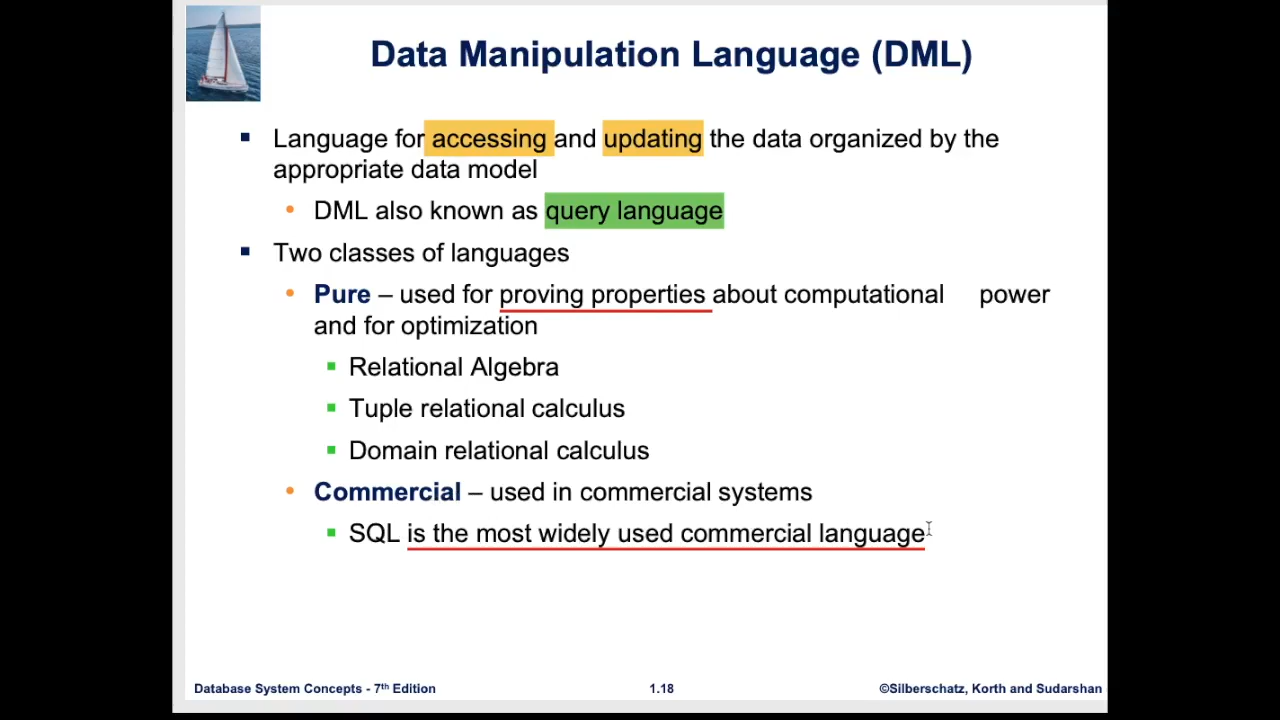 Data Manipulation Language (DML)
Language for accessing and updating the data organized by the
appropriate data model
DML also known as query language
Two classes of languages
Pure – used for proving properties about computational power
and for optimization
Relational Algebra
Tuple relational calculus
Domain relational calculus
Commercial – used in commercial systems
SQL is the most widely used commercial language
Database System Concepts - 7th Edition
1.18
©Silberschatz, Korth and Sudarshan